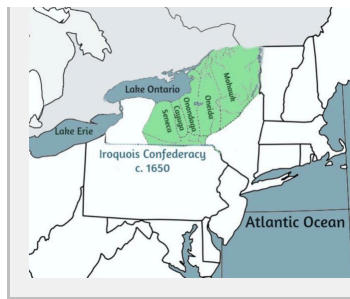 Lake Ontario
Mohawk
Oneida
Onondaga
Cayuga
Seneca
Lake Erie
Iroquois Confederacy
c. 1650
Atlantic Ocean